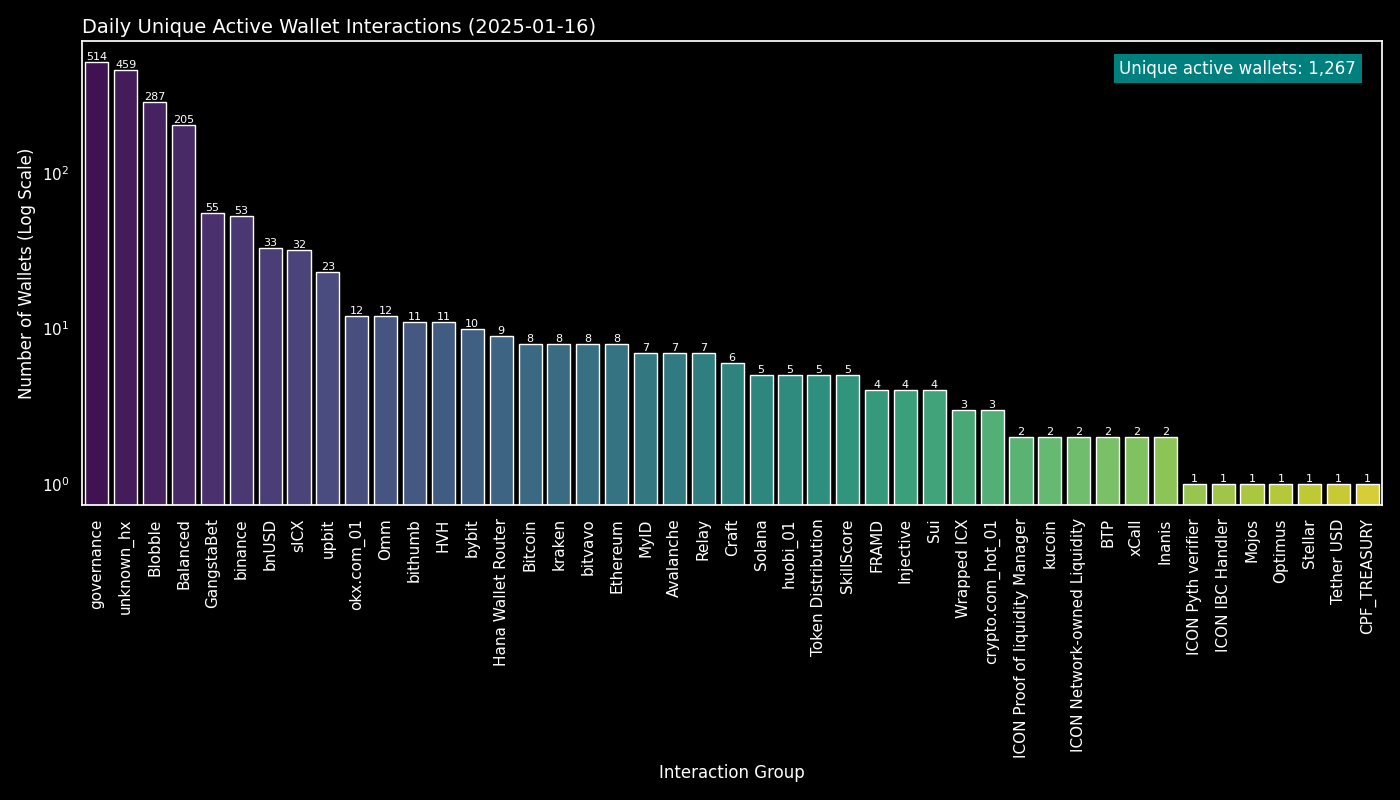 Daily Unique Active Wallet Interactions (2025-01-16)
Unique active wallets: 1,267
Number of Wallets (Log Scale)
10²
10¹
10⁰
514
459
287
205
55
53
33
32
23
12
12
11
11
10
9
8
8
8
8
7
7
7
6
5
5
5
5
4
4
4
3
3
2
2
2
2
2
2
1
1
1
1
1
1
1
governance
unknown_hx
Blobble
Balanced
GangstaBet
binance
bnUSD
sICX
upbit
okx.com_01
Omm
bithumb
HVH
bybit
Hana Wallet Router
Bitcoin
kraken
bitvavo
Ethereum
MyID
Avalanche
Relay
Craft
Solana
huobi_01
Token Distribution
SkillScore
FRAMD
Injective
Sui
Wrapped ICX
crypto.com_hot_01
ICON Proof of liquidity Manager
kucoin
ICON Network-owned Liquidity
BTP
xCall
Inanis
ICON Pyth verifier
ICON IBC Handler
Mojos
Optimus
Stellar
Tether USD
CPF_TREASURY
Interaction Group